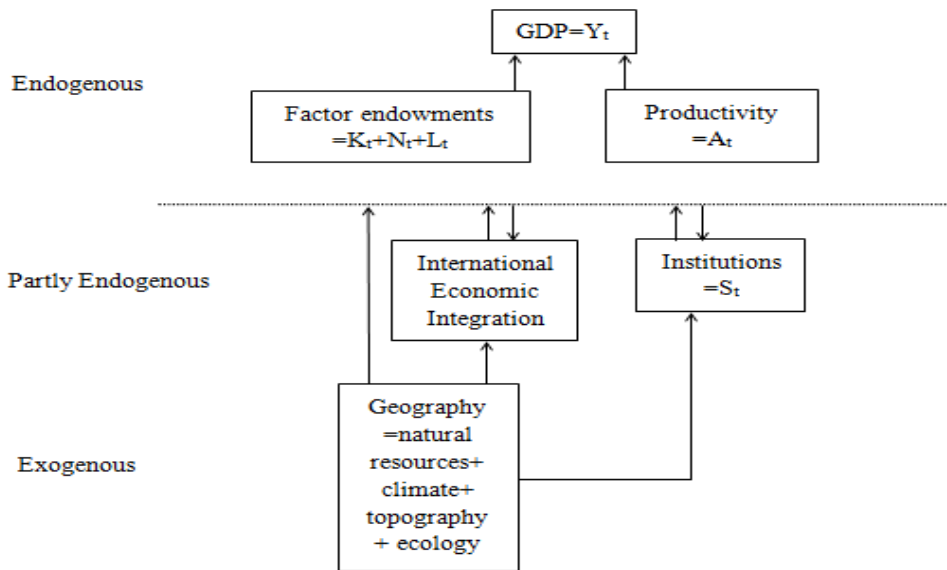 GDP=Yₜ
Endogenous
Factor endowments
=Kₜ+Nₜ+Lₜ
Productivity
=Aₜ
Partly Endogenous
International
Economic
Integration
Institutions
=Sₜ
Exogenous
Geography
=natural
resources+
climate+
topography
+ ecology